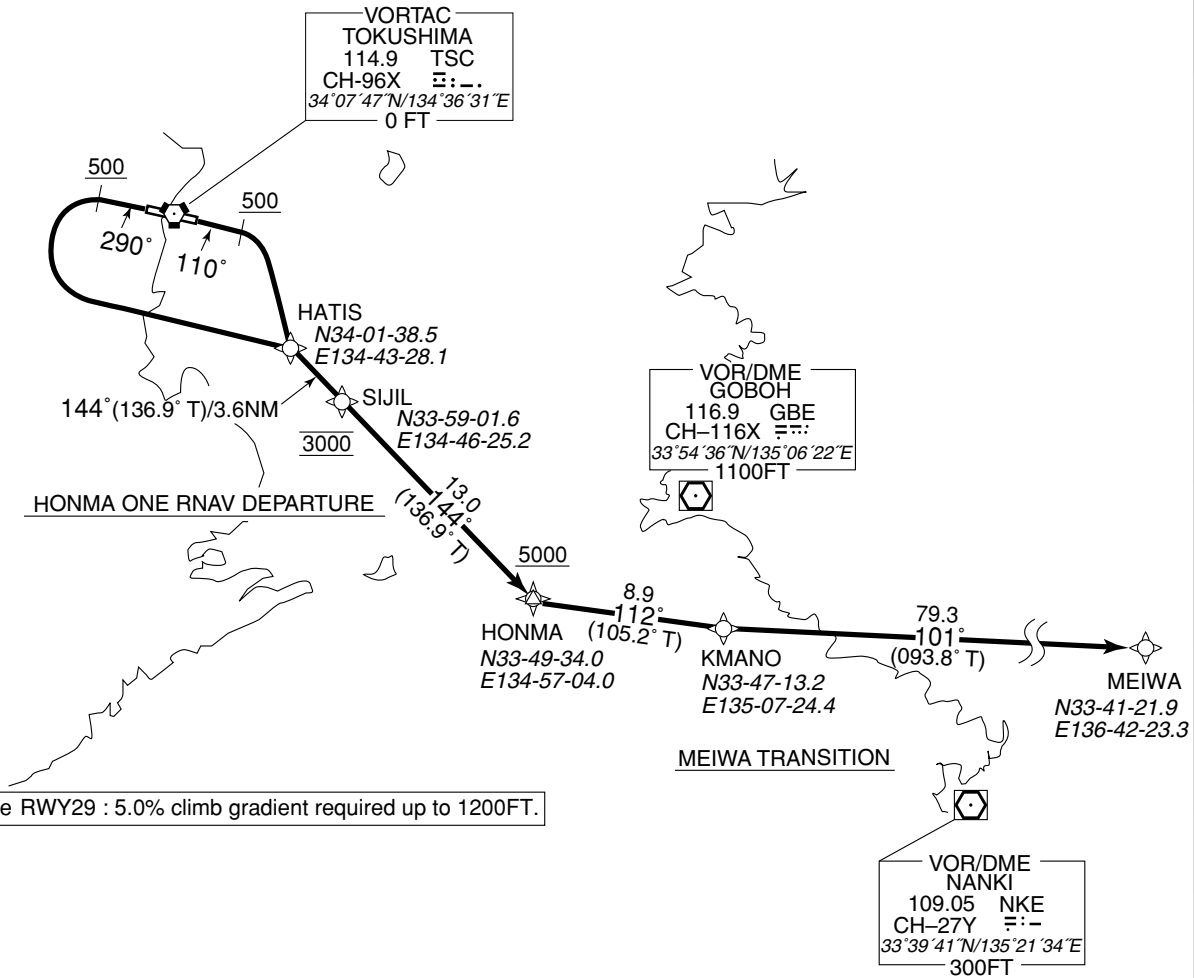 VORTAC
TOKUSHIMA
114.9 TSC
CH-96X
34°07´47˝N/134°36´31˝E
0 FT
500
500
290°
110°
HATIS
N34-01-38.5
E134-43-28.1
144°(136.9°T)/3.6NM
SIJIL
N33-59-01.6
E134-46-25.2
3000
VOR/DME
GOBOH
116.9 GBE
CH–116X
33°54´36˝N/135°06´22˝E
1100FT
HONMA ONE RNAV DEPARTURE
13.0
144°
(136.9°T)
5000
HONMA
N33-49-34.0
E134-57-04.0
8.9
112°
(105.2°T)
KMANO
N33-47-13.2
E135-07-24.4
79.3
101°
(093.8°T)
MEIWA
N33-41-21.9
E136-42-23.3
MEIWA TRANSITION
e RWY29 : 5.0% climb gradient required up to 1200FT.
VOR/DME
NANKI
109.05 NKE
CH–27Y
33°39´41˝N/135°21´34˝E
300FT